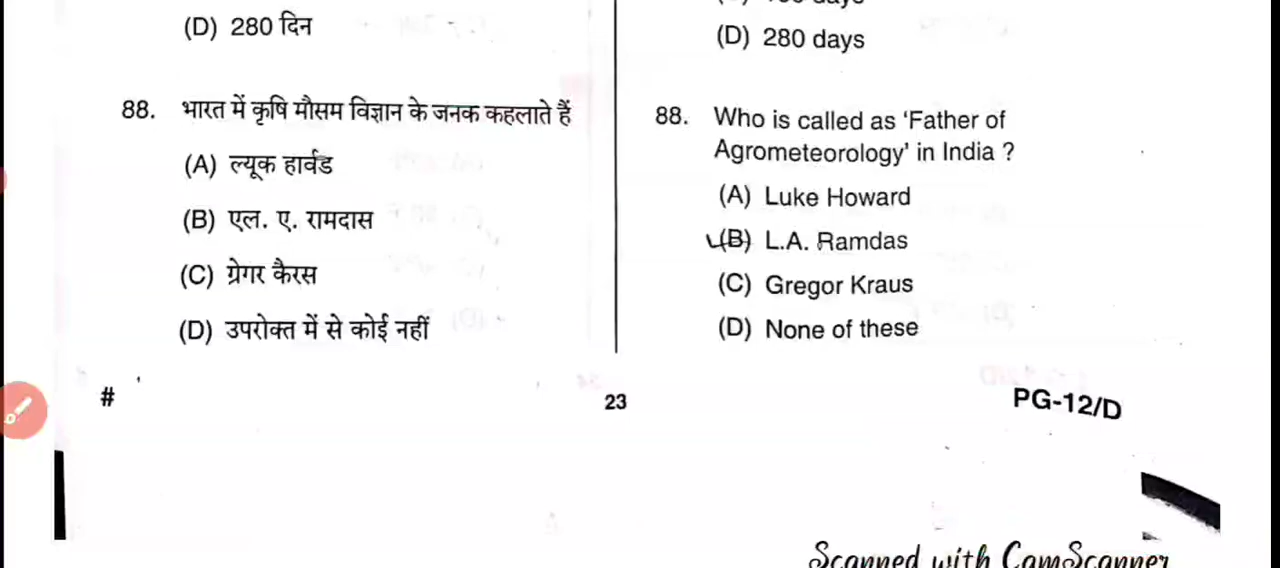 (D) 280 दिन
88. भारत में कृषि मौसम विज्ञान के जनक कहलाते हैं
(A) ल्यूक हार्वड
(B) एल. ए. रामदास
(C) ग्रेगर कैरस
(D) उपरोक्त में से कोई नहीं
days
(D) 280 days
88. Who is called as ‘Father of
Agrometeorology’ in India ?
(A) Luke Howard
(B) L.A. Ramdas
(C) Gregor Kraus
(D) None of these
#
23
PG-12/D
Scanned with CamScanner